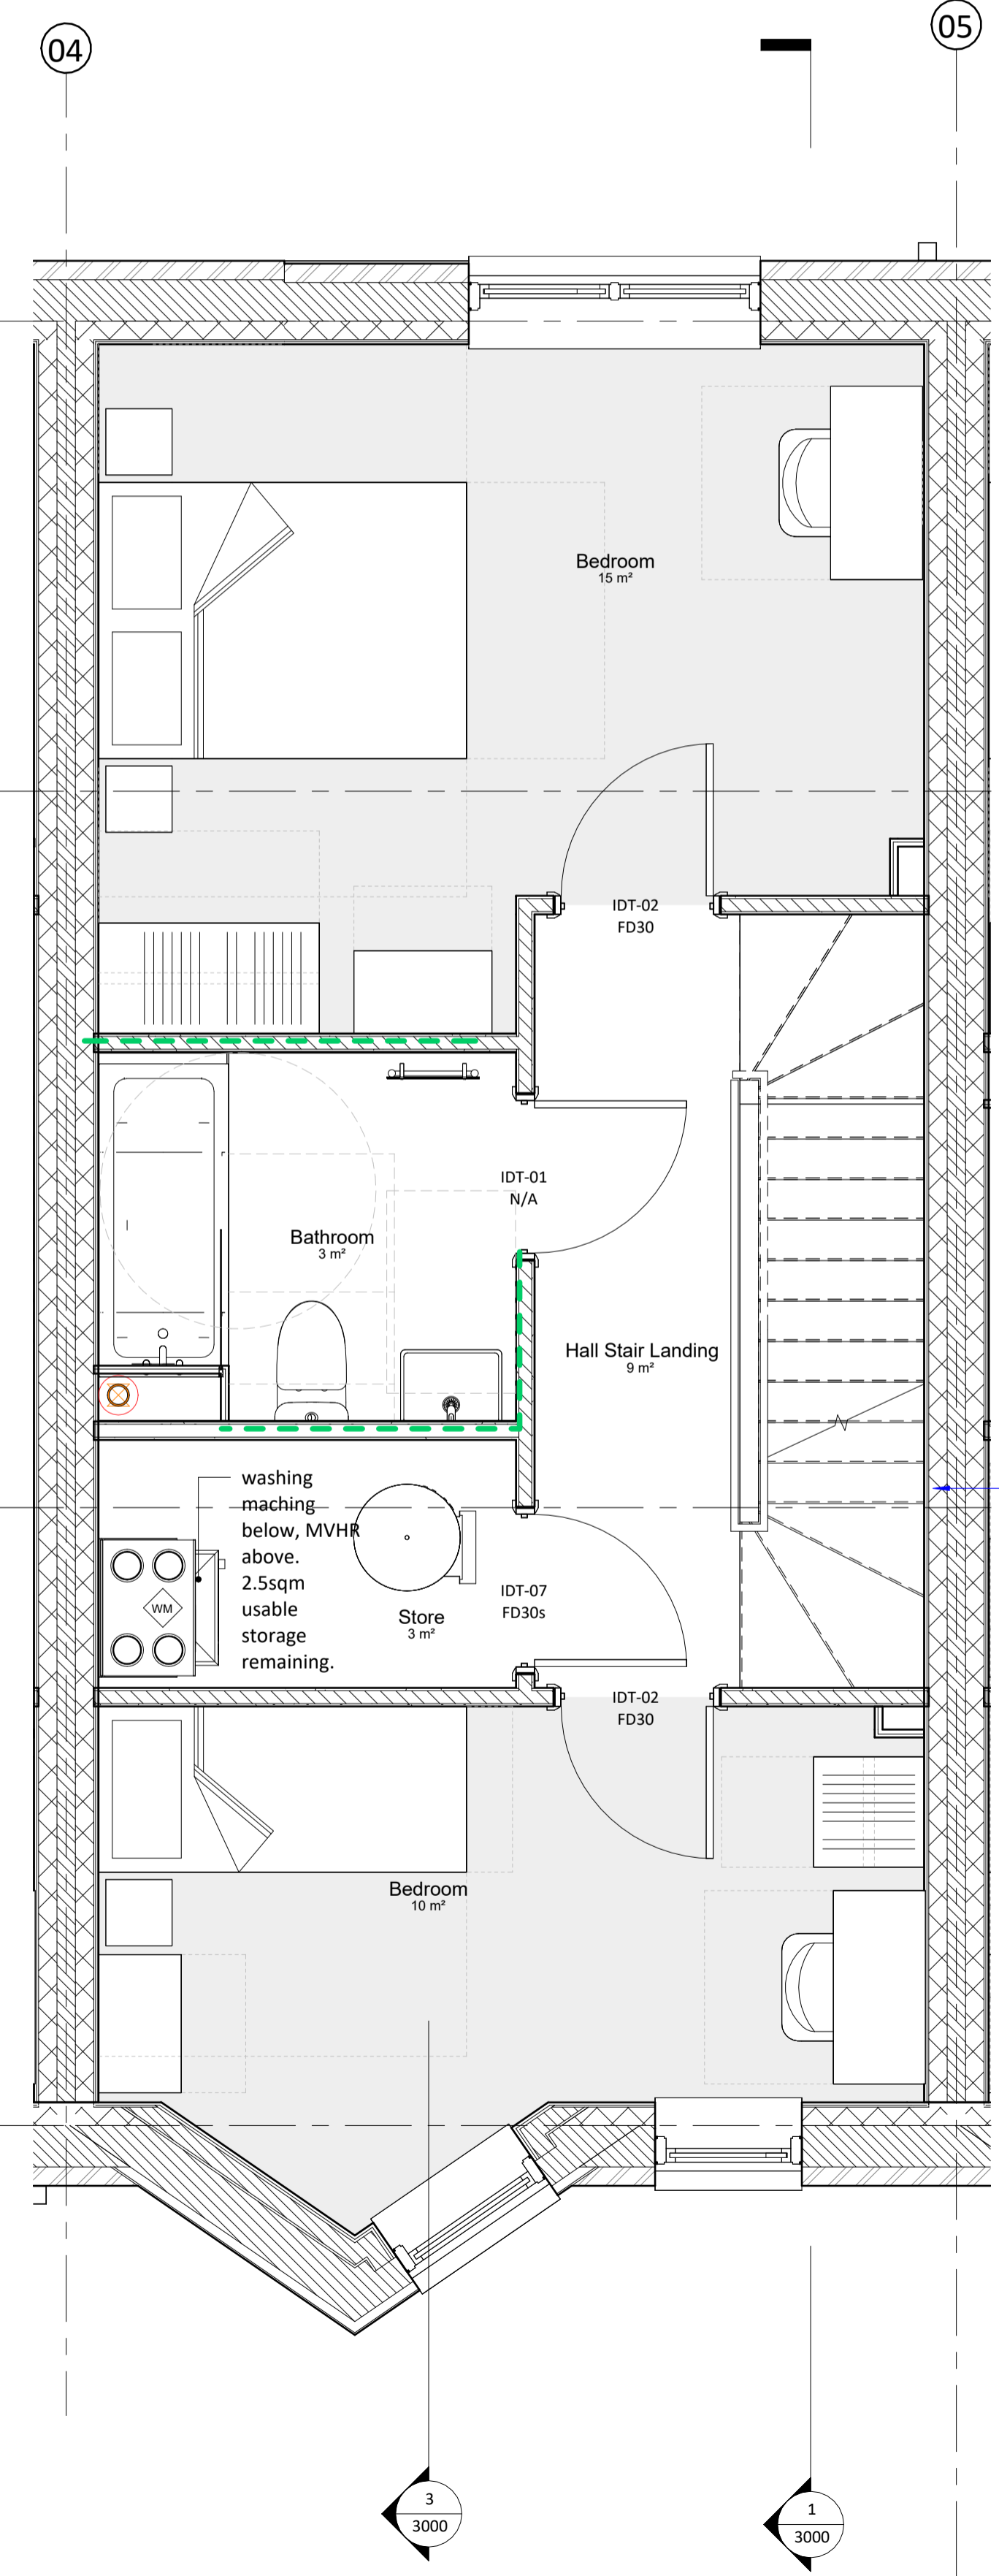 04
05
Bedroom
15 m²
IDT-02
FD30
IDT-01
N/A
Bathroom
3 m²
Hall Stair Landing
9 m²
washing
maching
below, MVHR
above.
2.5sqm
usable
storage
remaining.
WM
Store
3 m²
IDT-07
FD30s
IDT-02
FD30
Bedroom
10 m²
3
3000
1
3000